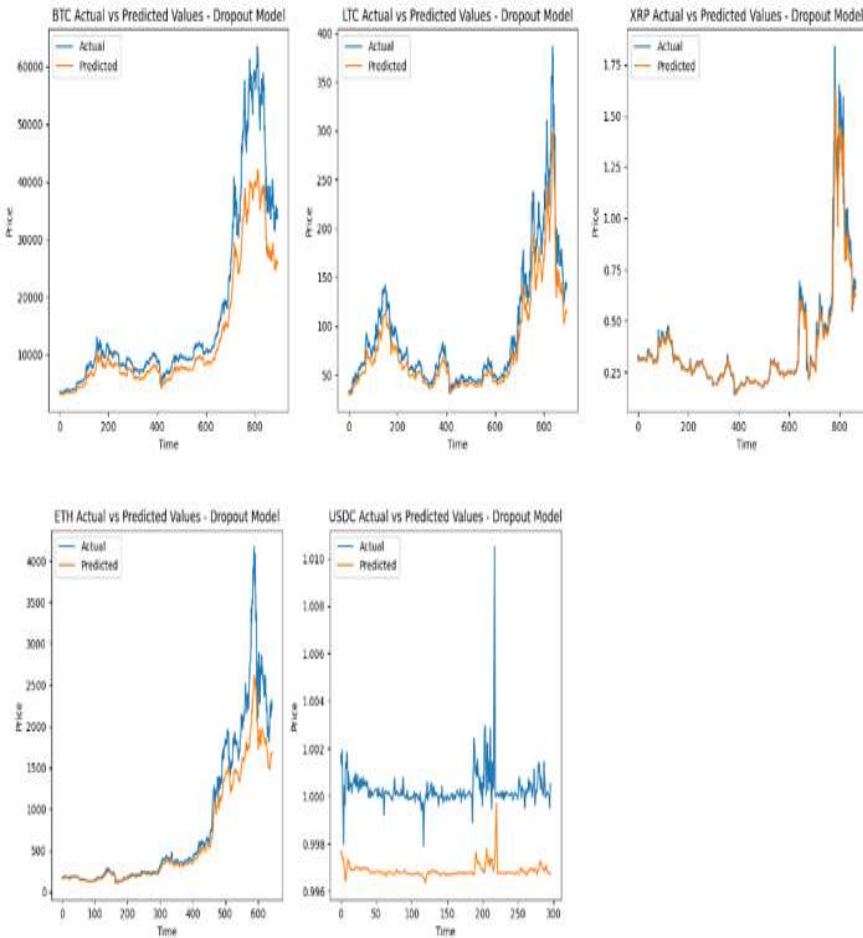 BTC Actual vs Predicted Values - Dropout Model
Actual
Predicted
60000
50000
40000
30000
20000
10000
Price
0 200 400 600 800
Time
LTC Actual vs Predicted Values - Dropout Model
Actual
Predicted
400
350
300
250
200
150
100
50
Price
0 200 400 600 800
Time
XRP Actual vs Predicted Values - Dropout Model
Actual
Predicted
1.75
1.50
1.25
1.00
0.75
0.50
0.25
Price
0 200 400 600 800
Time
ETH Actual vs Predicted Values - Dropout Model
Actual
Predicted
4000
3500
3000
2500
2000
1500
1000
500
0
Price
0 100 200 300 400 500 600
Time
USDC Actual vs Predicted Values - Dropout Model
Actual
Predicted
1.010
1.008
1.006
1.004
1.002
1.000
0.998
0.996
Price
0 50 100 150 200 250 300
Time